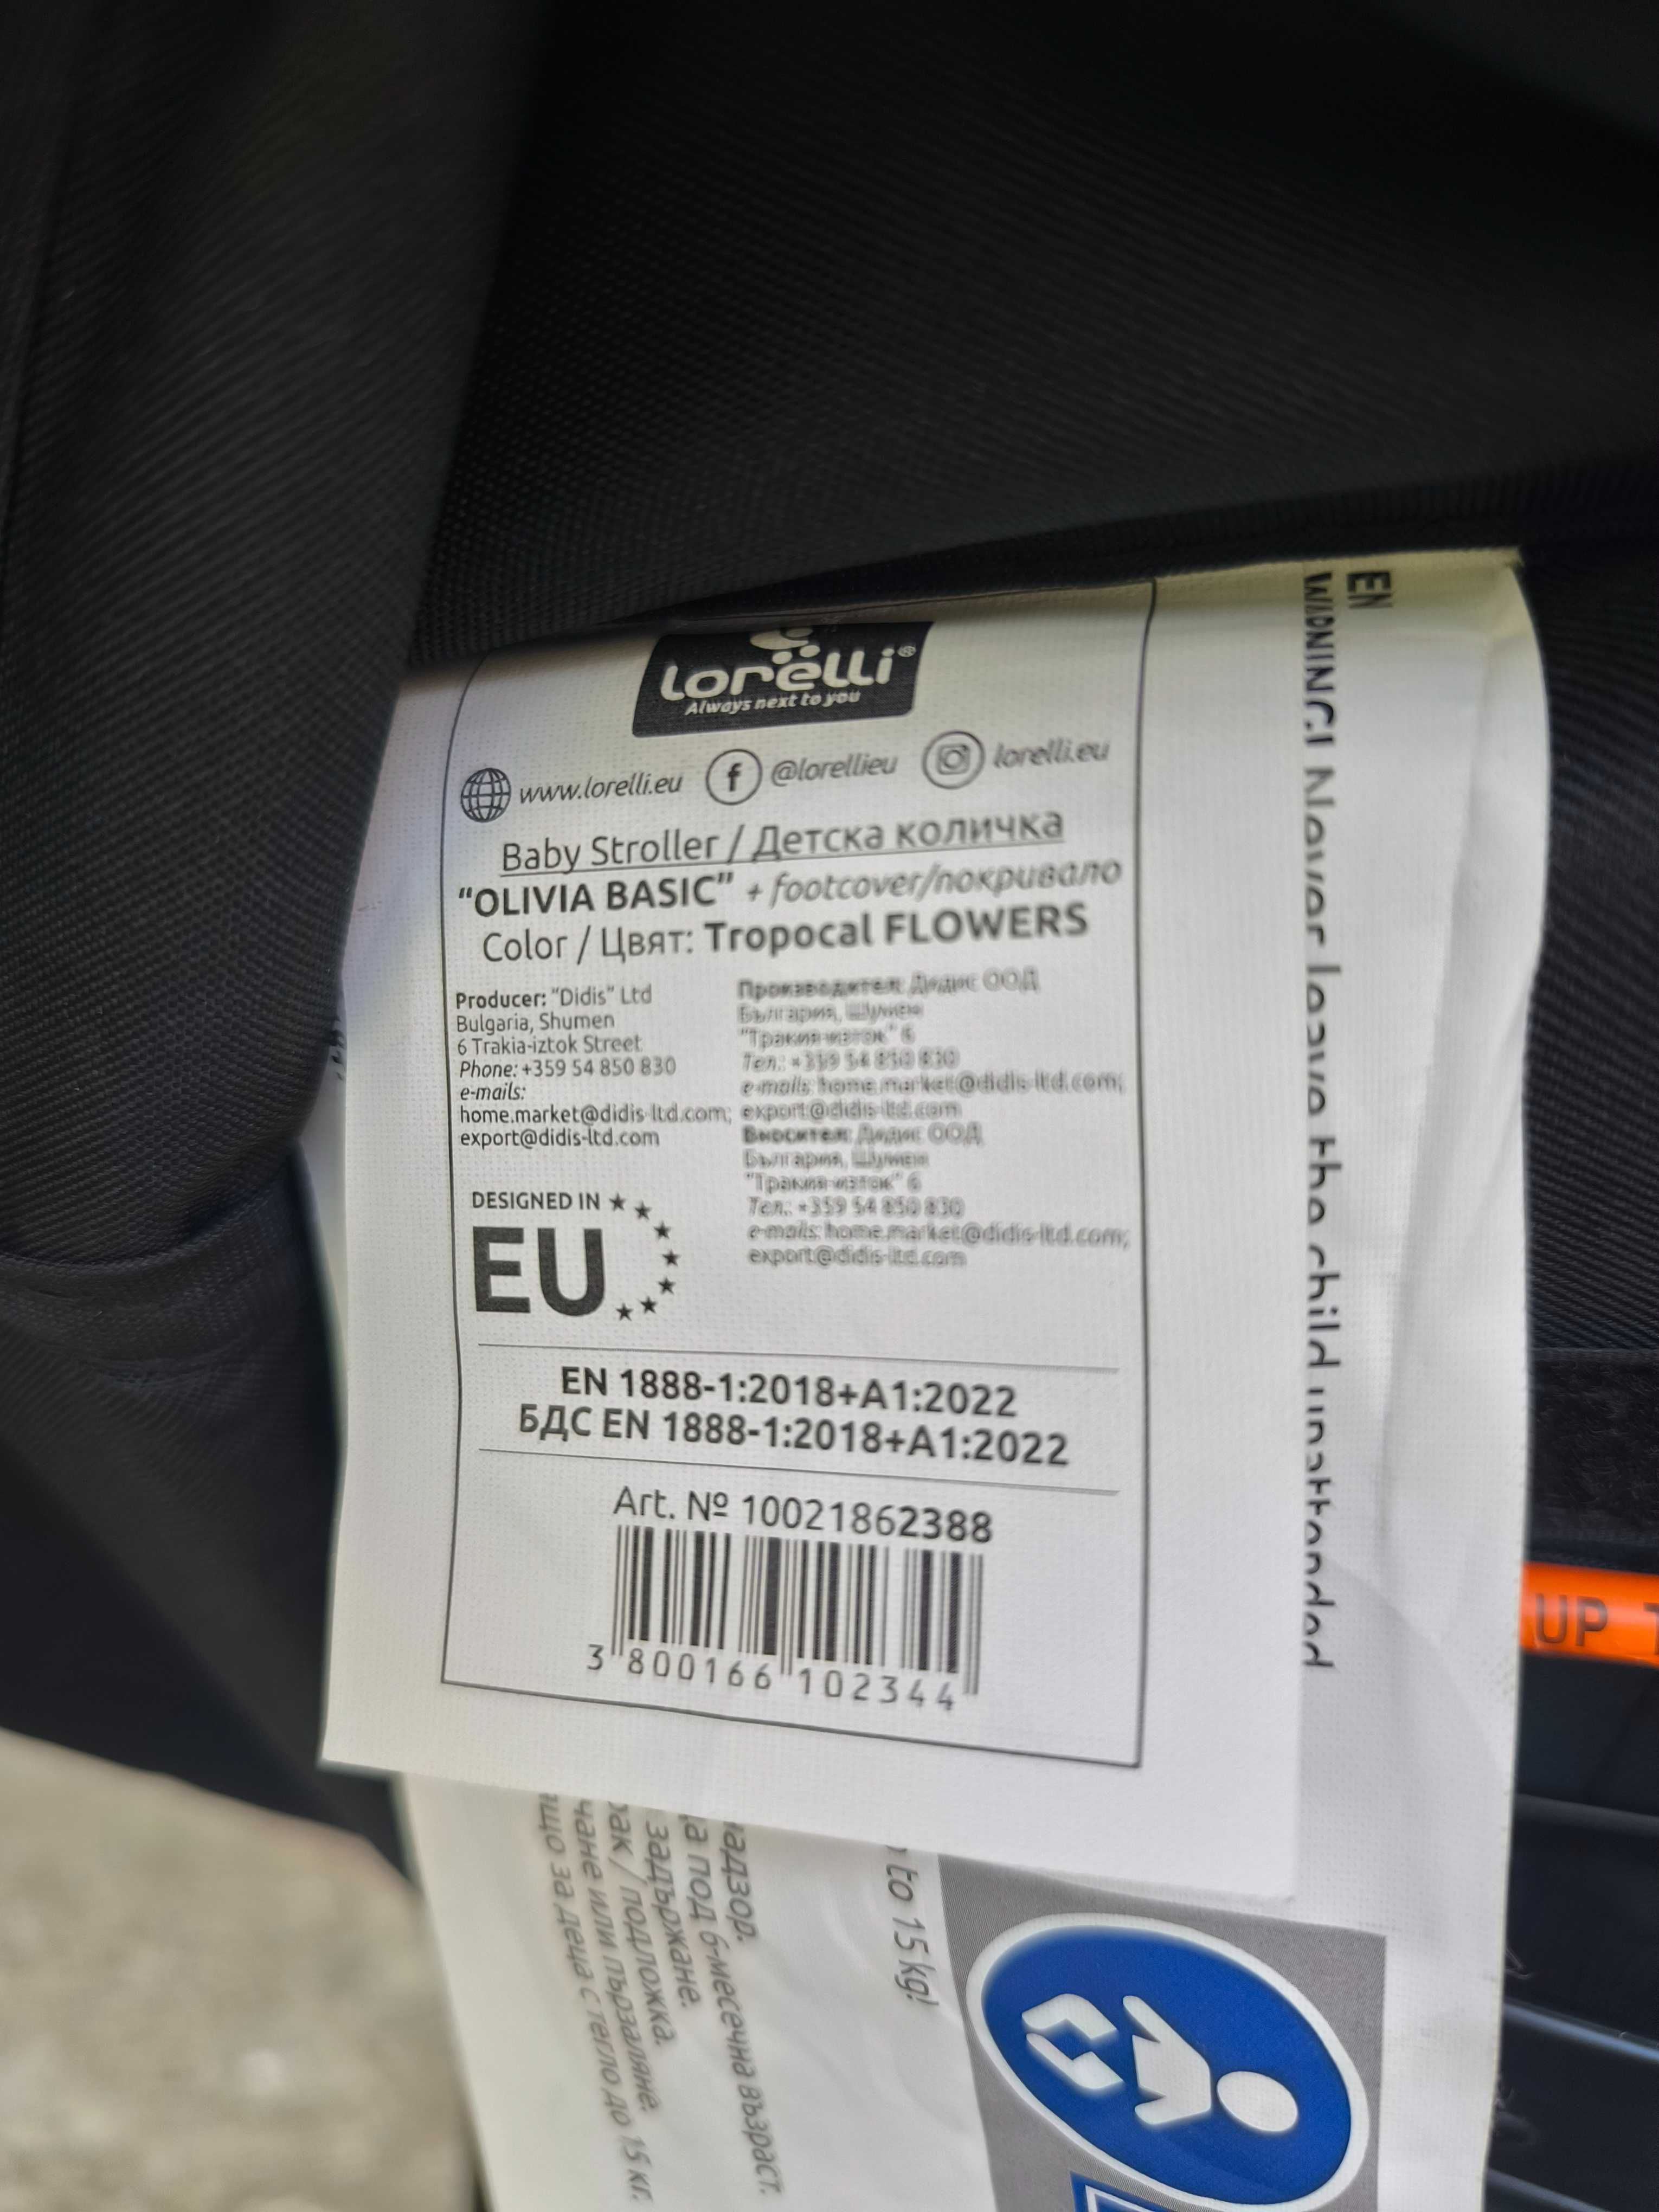 lorelli®
Always next to you
www.lorelli.eu @lorellieu lorelli.eu
Baby Stroller / Детска количка
"OLIVIA BASIC" + footcover/покривало
Color / Цвят: Tropocal FLOWERS
Producer: "Didis" Ltd
Bulgaria, Shumen
6 Trakia-iztok Street
Phone: +359 54 850 830
e-mails:
home.market@didis-ltd.com;
export@didis-ltd.com
Производител: Дидис ООД
България, Шумен
"Тракия-изток" 6
Тел.: +359 54 850 830
e-mails: home.market@didis-ltd.com;
export@didis-ltd.com
Вносител: Дидис ООД
България, Шумен
"Тракия-изток" 6
Тел.: +359 54 850 830
e-mails: home.market@didis-ltd.com;
export@didis-ltd.com
DESIGNED IN
EU
EN 1888-1:2018+A1:2022
БДС EN 1888-1:2018+A1:2022
Art. № 10021862388
3 800166 102344
EN
WARNING! Never leave the child unattended
UP
to 15 kg!
надзор.
под 6-месечна възраст.
задържане.
/ подложка.
или пързаляне.
за деца с тегло до 15 кг.